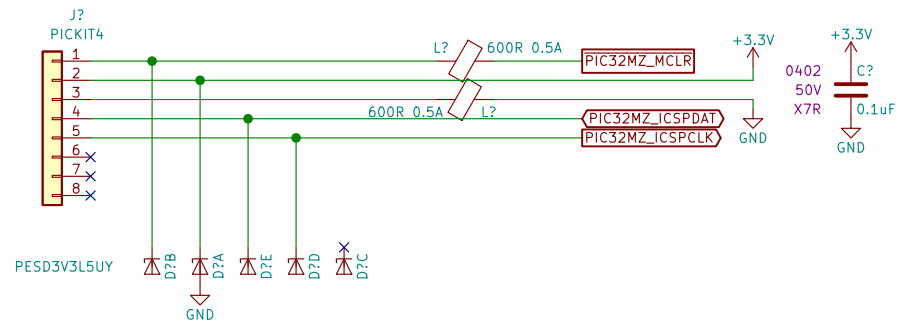 J?
PICKIT4
1
2
3
4
5
6
7
8
L?
600R 0.5A
PIC32MZ_MCLR
+3.3V
600R 0.5A
L?
GND
PIC32MZ_ICSPDAT
PIC32MZ_ICSPCLK
+3.3V
0402
50V
X7R
C?
0.1uF
GND
PESD3V3L5UY
D?B
D?A
D?E
D?D
D?C
GND